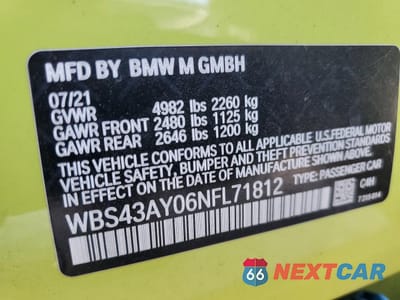 MFD BY BMW M GMBH
07/21
GVWR 4982 lbs 2260 kg
GAWR FRONT 2480 lbs 1125 kg
GAWR REAR 2646 lbs 1200 kg
THIS VEHICLE CONFORMS TO ALL APPLICABLE U.S.FEDERAL MOTOR
VEHICLE SAFETY, BUMPER AND THEFT PREVENTION STANDARDS
IN EFFECT ON THE DATE OF MANUFACTURE SHOWN ABOVE.
WBS43AY06NFL71812 TYPE: PASSENGER CAR
C4H
66 NEXTCAR